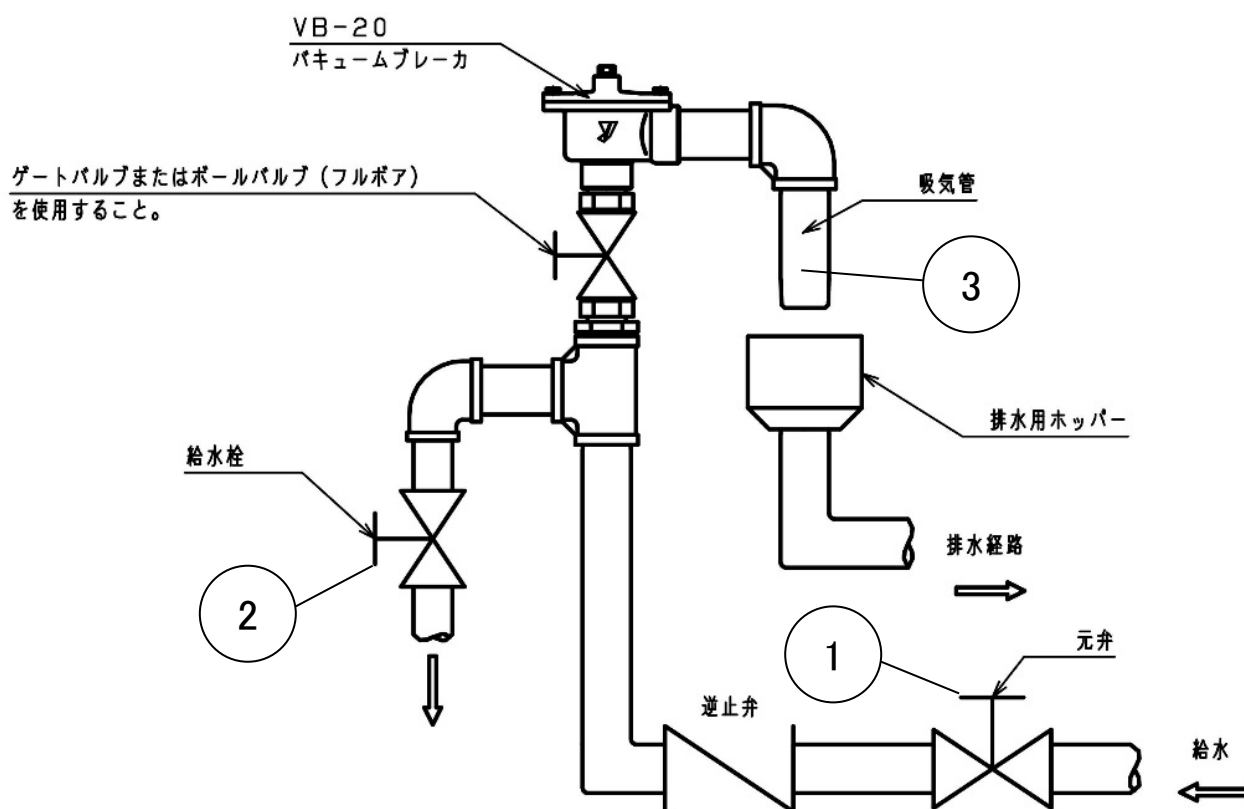 VB-20
バキュームブレーカ
ゲートバルブまたはボールバルブ（フルボア）
を使用すること。
吸気管
3
排水用ホッパー
給水栓
2
排水経路
1
元弁
逆止弁
給水